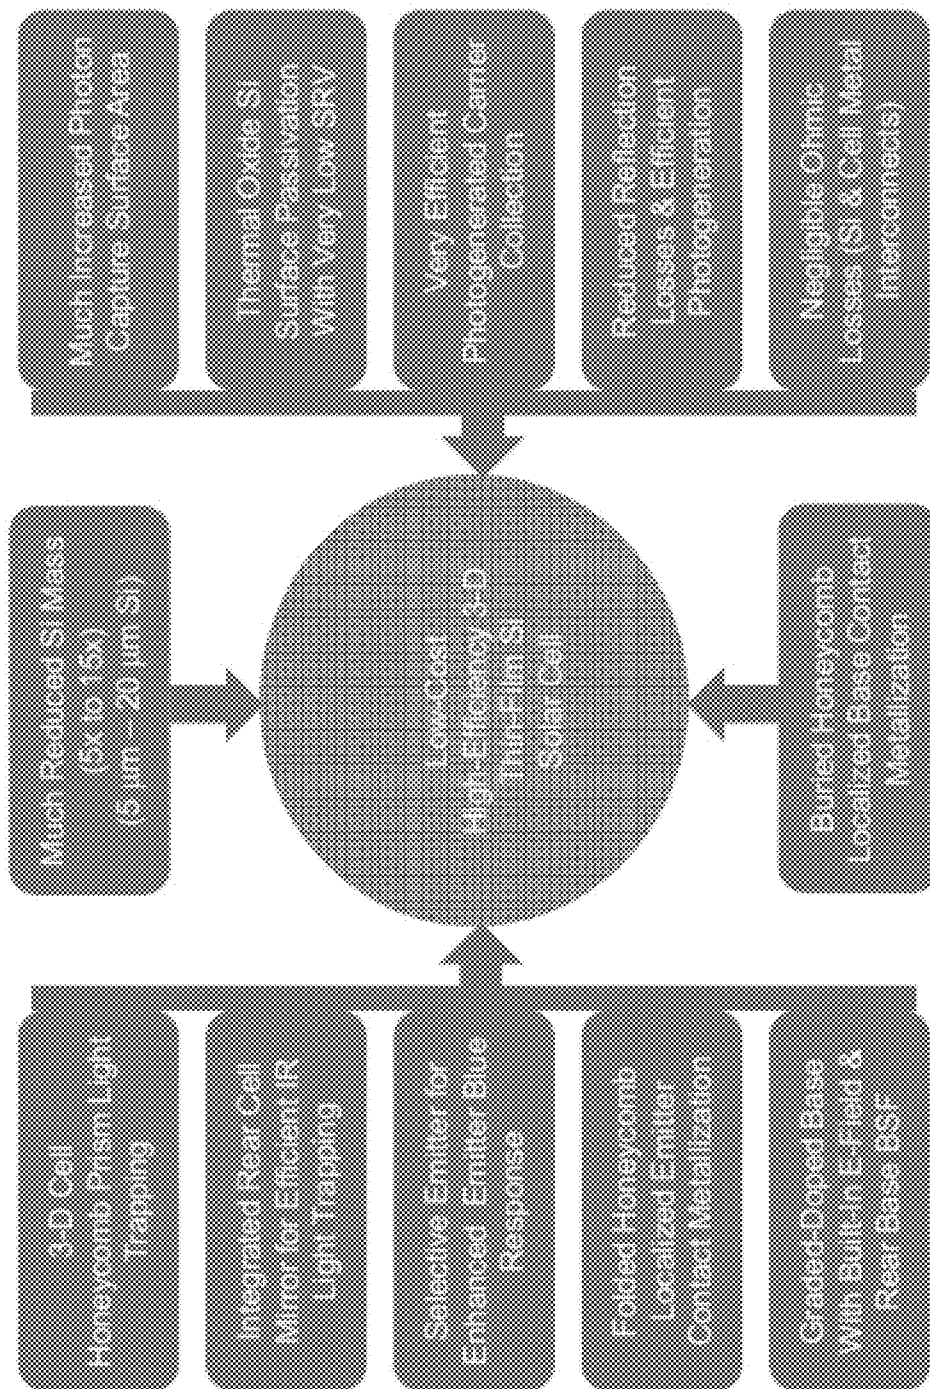 3-D Cell
Honeycomb Prism Light
Trapping
Integrated Rear Cell
Mirror for Efficient IR
Light Trapping
Selective Emitter for
Enhanced Emitter Blue
Response
Folded Honeycomb
Localized Emitter
Contact Metallization
Graded-Doped Base
With Built-in E-Field &
Rear Base BSF
Much Reduced Si Mass
(5x to 15x)
(5 µm – 20 µm Si)
Low-Cost
High-Efficiency 3-D
Thin-Film Si
Solar Cell
Buried Honeycomb
Localized Base Contact
Metallization
Much Increased Photon
Capture Surface Area
Thermal Oxide Si
Surface Passivation
With Very Low SRV
Very Efficient
Photogenerated Carrier
Collection
Reduced Reflection
Losses & Efficient
Photogeneration
Negligible Ohmic
Losses (Si & Cell Metal
Interconnects)